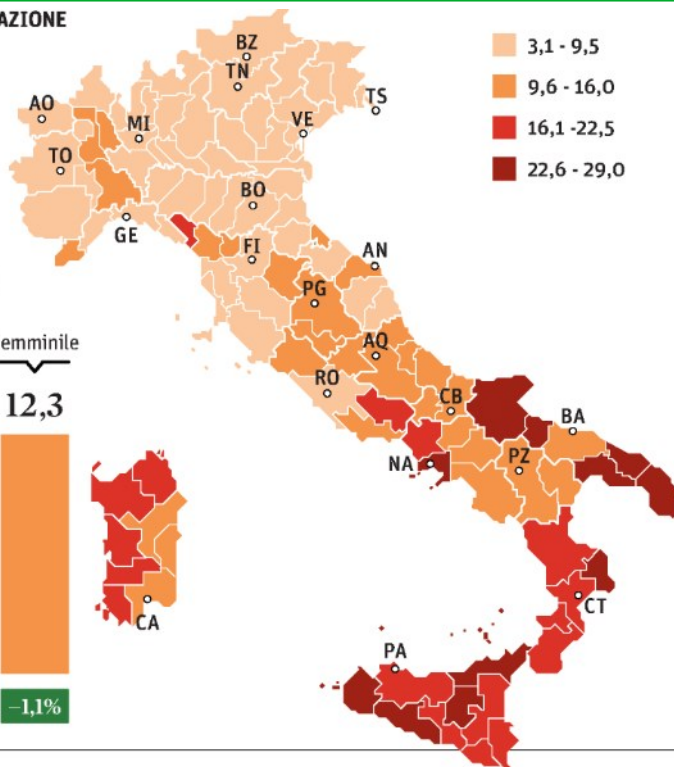 AZIONE
3,1 - 9,5
9,6 - 16,0
16,1 -22,5
22,6 - 29,0
BZ
TN
TS
AO
MI
VE
TO
BO
GE
FI
AN
PG
AQ
RO
CB
BA
NA
PZ
emminile
12,3
-1,1%
CA
CT
PA